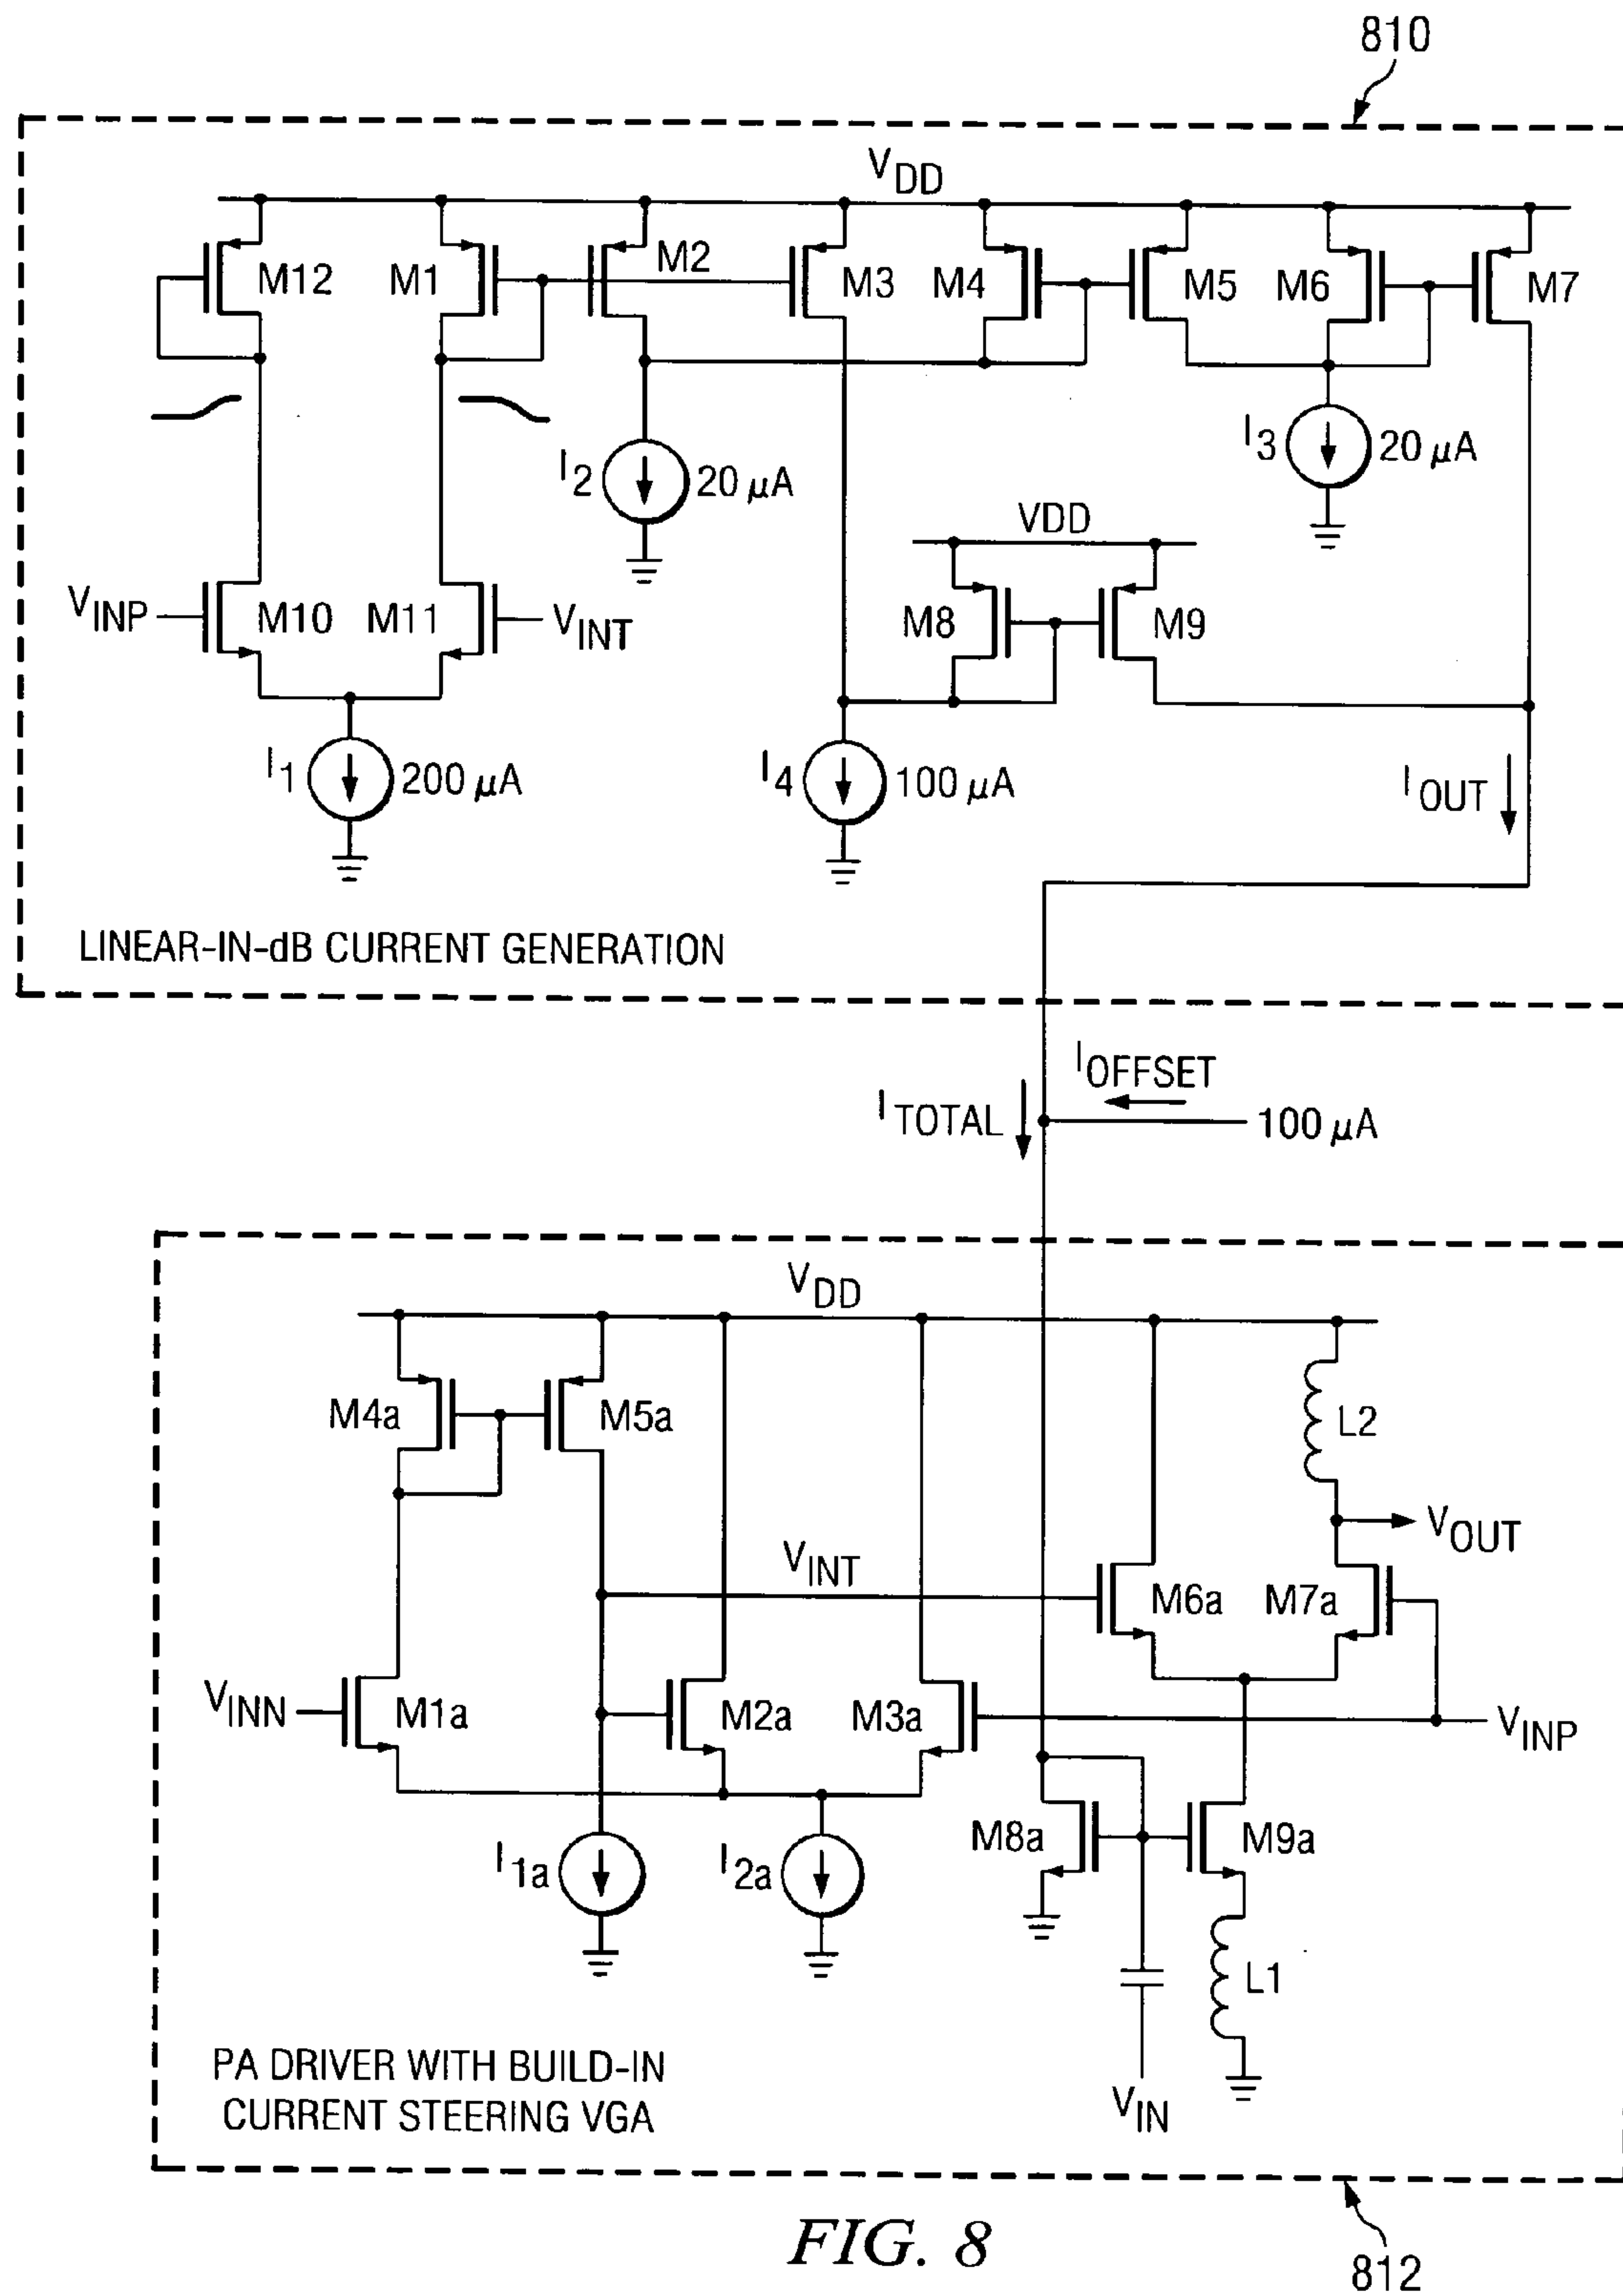 810
VDD
M12 M1 M2 M3 M4 M5 M6 M7
I2 20 μA
I3 20 μA
VDD
VINP M10 M11 VINT
M8 M9
I1 200 μA
I4 100 μA
IOUT
LINEAR-IN-dB CURRENT GENERATION
IOFFSET
ITOTAL 100 μA
VDD
M4a M5a L2
VOUT
VINT
M6a M7a
VINN M1a M2a M3a VINP
M8a M9a
I1a I2a
L1
PA DRIVER WITH BUILD-IN
CURRENT STEERING VGA
VIN
FIG. 8
812